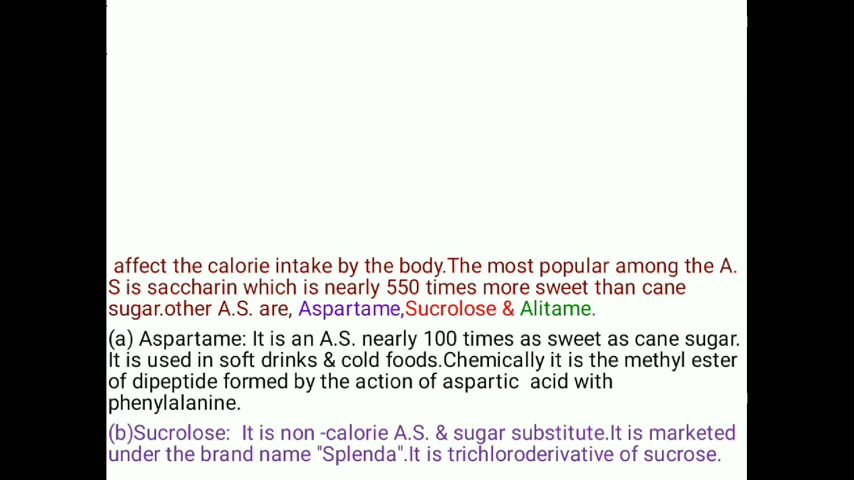 affect the calorie intake by the body.The most popular among the A.
S is saccharin which is nearly 550 times more sweet than cane
sugar.other A.S. are, Aspartame,Sucrolose & Alitame.
(a) Aspartame: It is an A.S. nearly 100 times as sweet as cane sugar.
It is used in soft drinks & cold foods.Chemically it is the methyl ester
of dipeptide formed by the action of aspartic acid with
phenylalanine.
(b)Sucrolose: It is non -calorie A.S. & sugar substitute.It is marketed
under the brand name "Splenda".It is trichloroderivative of sucrose.